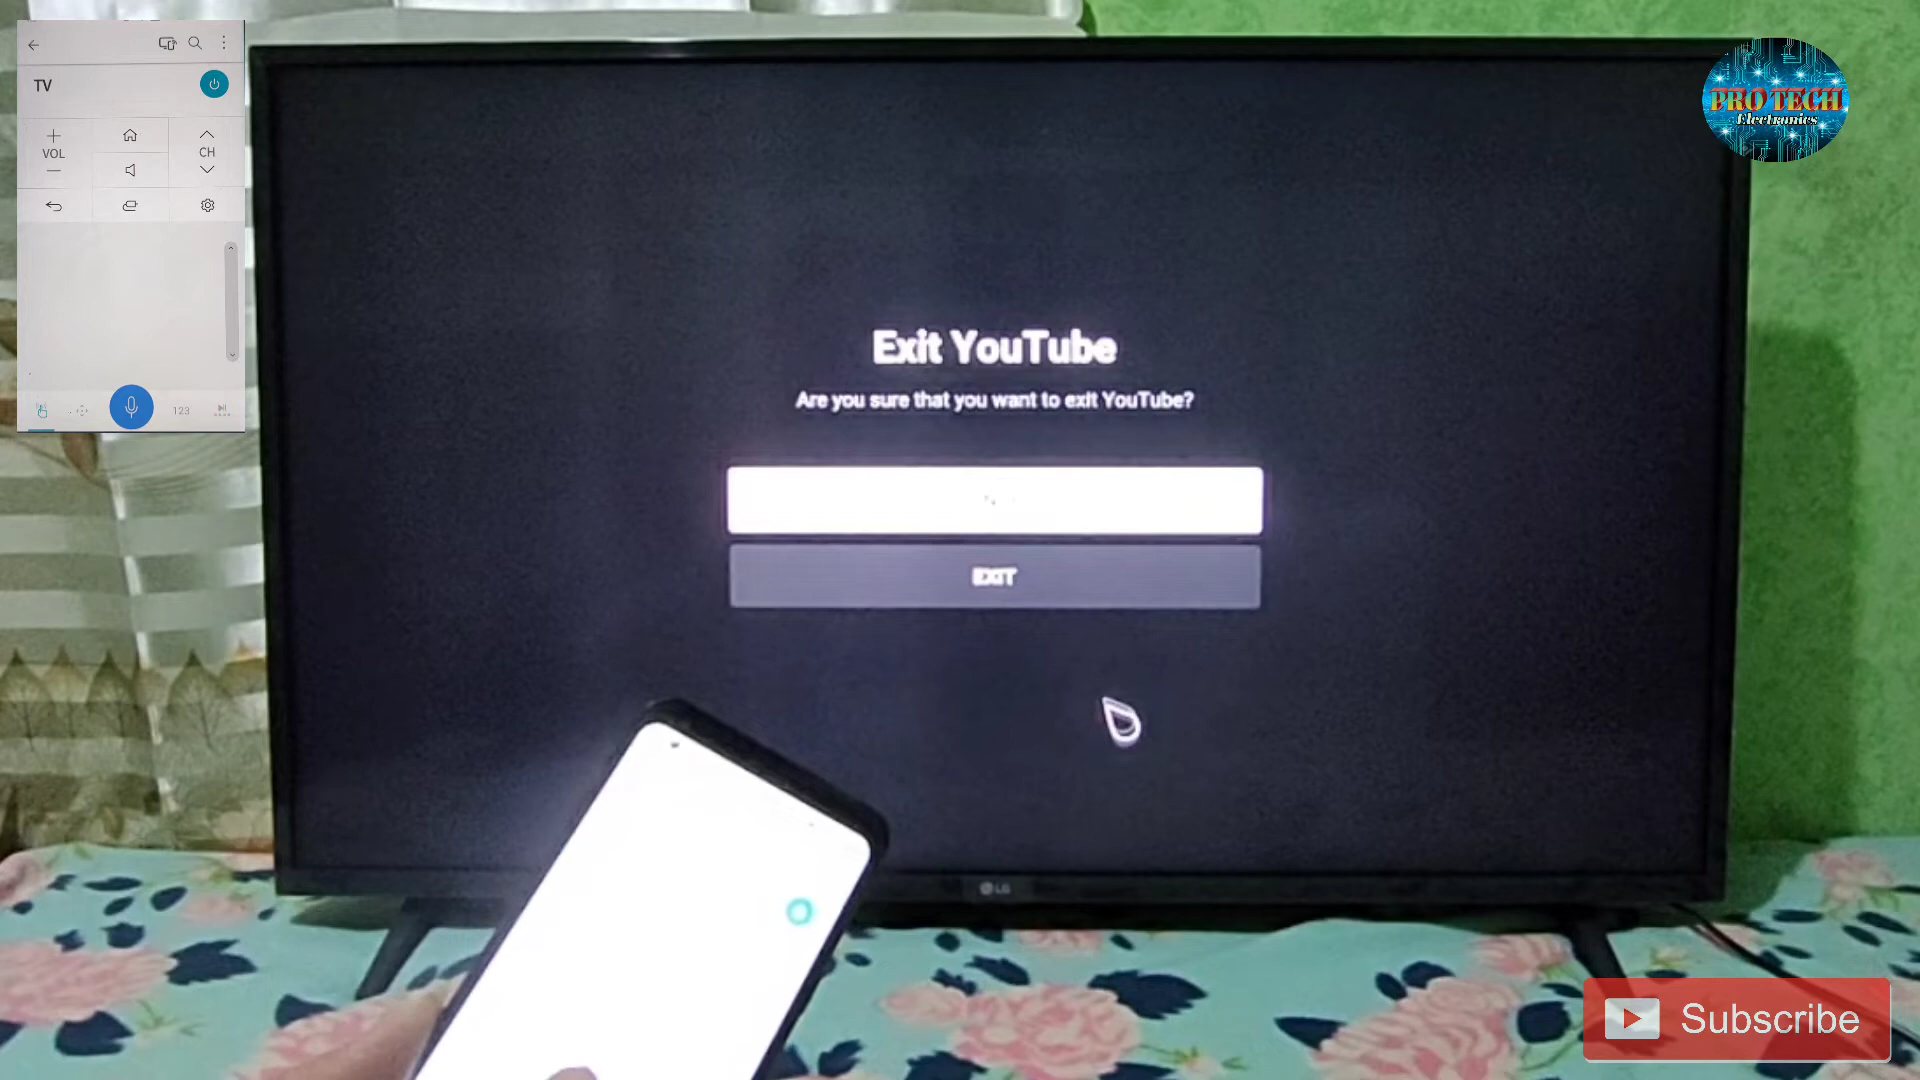 TV
VOL
CH
123
PRO TECH
Electronics
Exit YouTube
Are you sure that you want to exit YouTube?
EXIT
LG
Subscribe